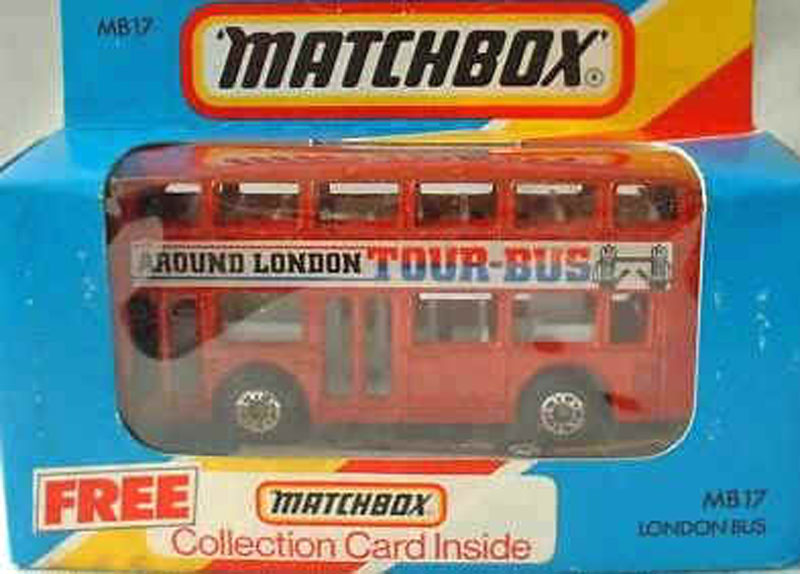 MB17
'MATCHBOX'®
AROUND LONDON TOUR-BUS
FREE
MATCHBOX
Collection Card Inside
MB17
LONDON BUS